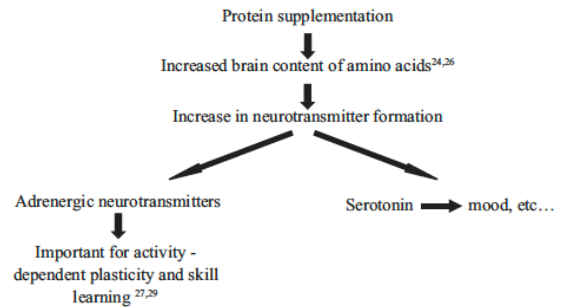 Protein supplementation
Increased brain content of amino acids24,26
Increase in neurotransmitter formation
Adrenergic neurotransmitters
Serotonin
mood, etc…
Important for activity -
dependent plasticity and skill
learning 27,29